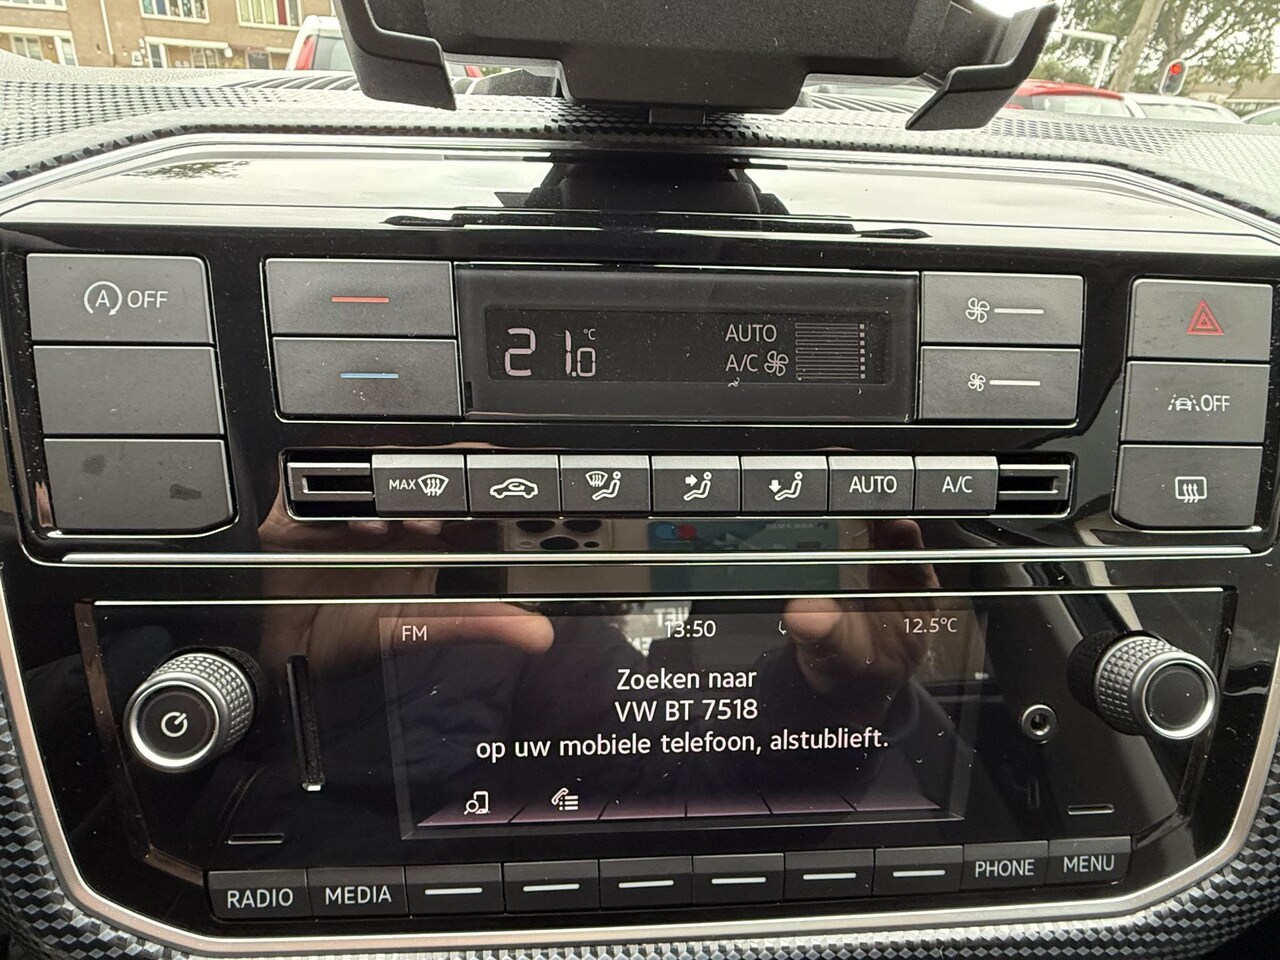 A OFF
21.0 °C
AUTO
A/C
OFF
MAX
AUTO
A/C
FM
13:50
12.5°C
Zoeken naar
VW BT 7518
op uw mobiele telefoon, alstublieft.
RADIO
MEDIA
PHONE
MENU